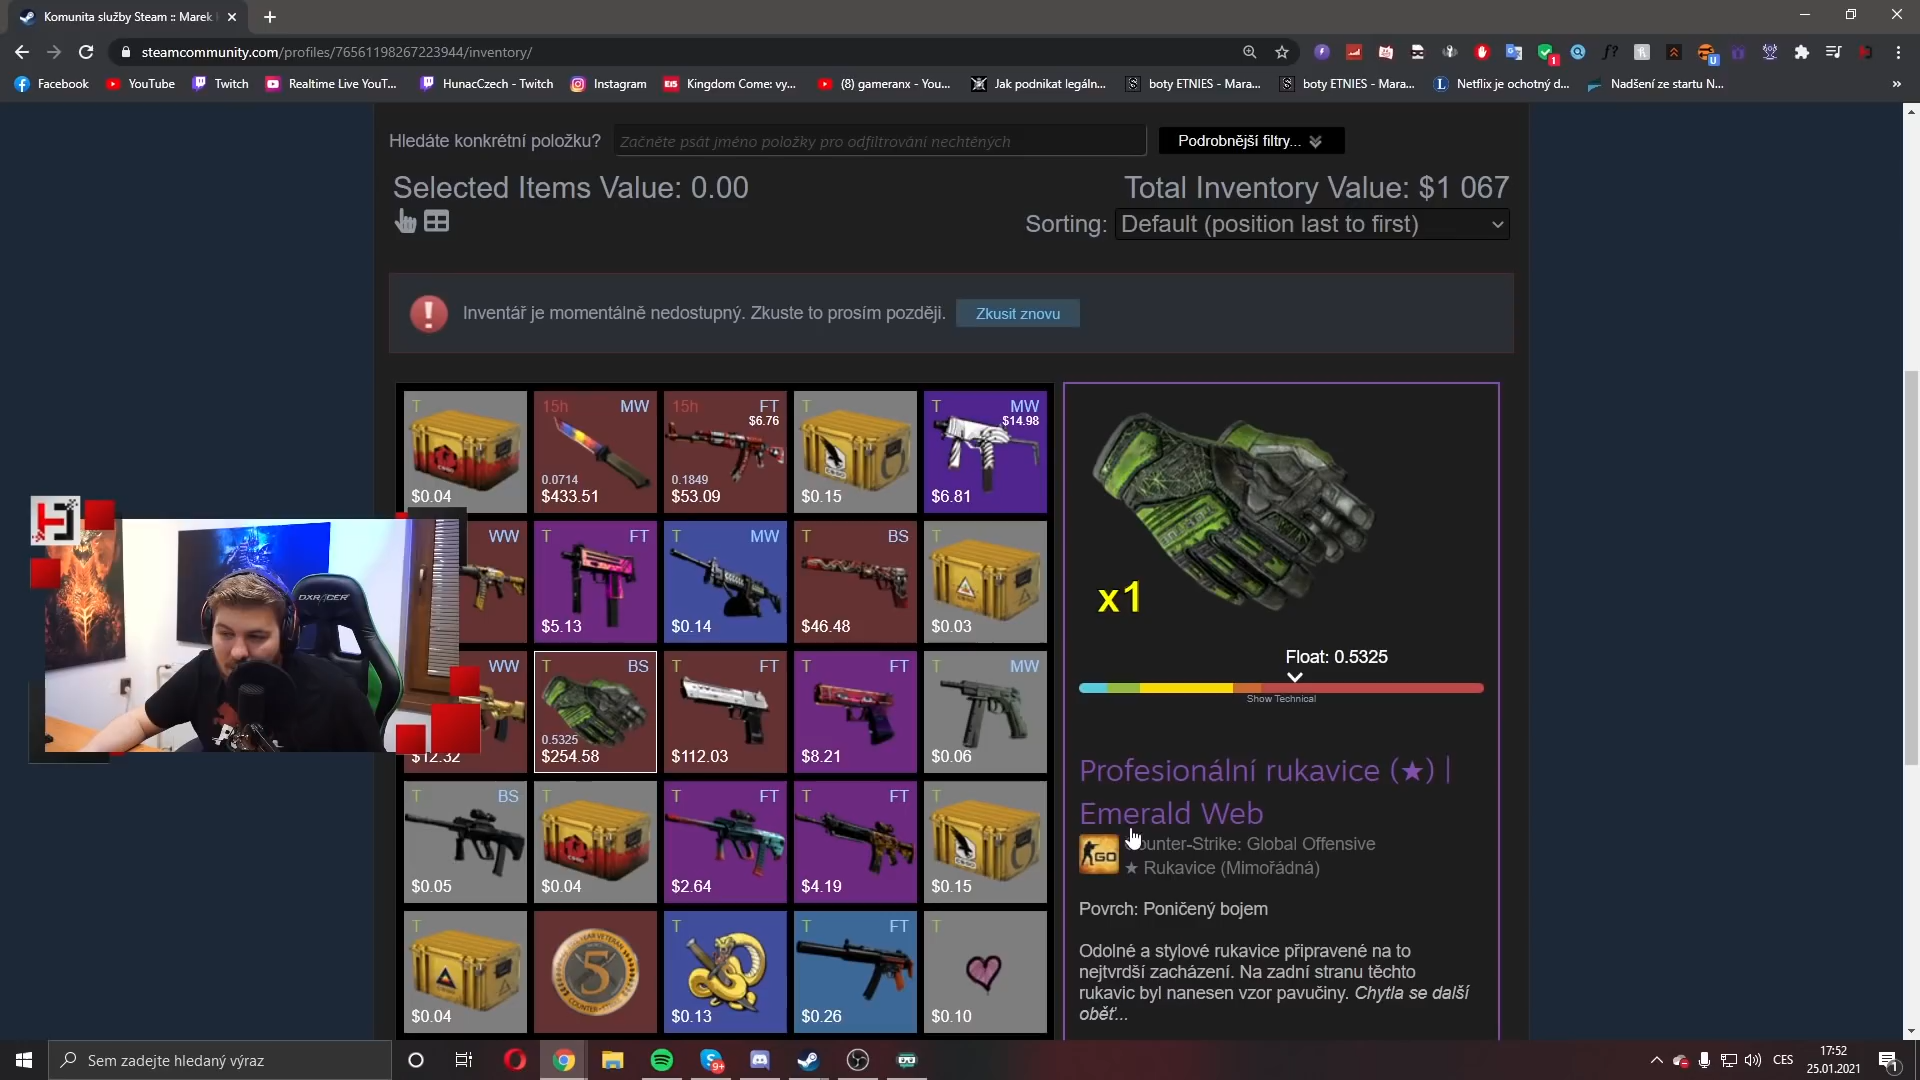 Komunita služby Steam :: Marek
steamcommunity.com/profiles/76561198267223944/inventory/
Facebook
YouTube
Twitch
Realtime Live YouT...
HunacCzech - Twitch
Instagram
Kingdom Come: vy...
(8) gameranx - You...
Jak podnikat legáln...
boty ETNIES - Mara...
boty ETNIES - Mara...
Netflix je ochotný d...
Nadšení ze startu N...
Hledáte konkrétní položku?
Začněte psát jméno položky pro odfiltrování nechtěných
Podrobnější filtry...
Selected Items Value: 0.00
Total Inventory Value: $1 067
Sorting:
Default (position last to first)
Inventář je momentálně nedostupný. Zkuste to prosím později.
Zkusit znovu
T
$0.04
15h MW
0.0714
$433.51
15h FT
$6.76
0.1849
$53.09
T
$0.15
T MW
$14.98
$6.81
WW
T FT
$5.13
T MW
$0.14
T BS
$46.48
T
$0.03
WW
$12.32
T BS
0.5325
$254.58
T FT
$112.03
T FT
$8.21
T MW
$0.06
T BS
$0.05
T
$0.04
T FT
$2.64
T FT
$4.19
T
$0.15
T
$0.04
5
T
$0.13
T FT
$0.26
T
$0.10
x1
Float: 0.5325
Show Technical
Profesionální rukavice (★) |
Emerald Web
GO
ounter-Strike: Global Offensive
★ Rukavice (Mimořádná)
Povrch: Poničený bojem
Odolné a stylové rukavice připravené na to
nejtvrdší zacházení. Na zadní stranu těchto
rukavic byl nanesen vzor pavučiny. Chytla se další
oběť...
DXRACER
Sem zadejte hledaný výraz
CES
17:52
25.01.2021